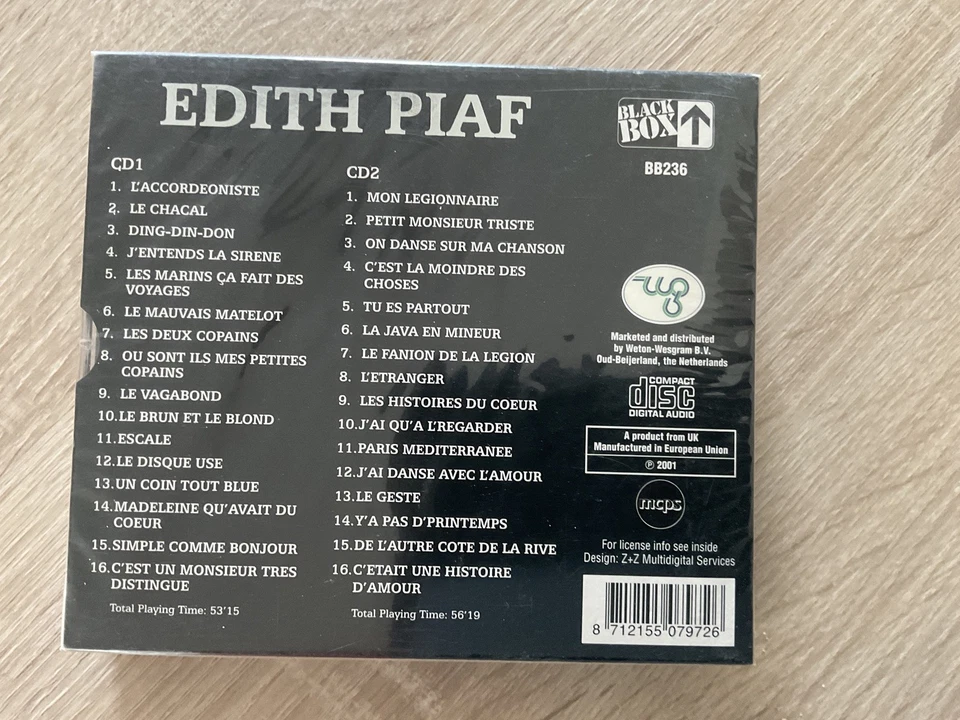 EDITH PIAF
CD1
1. L'ACCORDEONISTE
2. LE CHACAL
3. DING-DIN-DON
4. J'ENTENDS LA SIRENE
5. LES MARINS ÇA FAIT DES
VOYAGES
6. LE MAUVAIS MATELOT
7. LES DEUX COPAINS
8. OU SONT ILS MES PETITES
COPAINS
9. LE VAGABOND
10. LE BRUN ET LE BLOND
11. ESCALE
12. LE DISQUE USE
13. UN COIN TOUT BLUE
14. MADELEINE QU'AVAIT DU
COEUR
15. SIMPLE COMME BONJOUR
16. C'EST UN MONSIEUR TRES
DISTINGUE
Total Playing Time: 53'15
CD2
1. MON LEGIONNAIRE
2. PETIT MONSIEUR TRISTE
3. ON DANSE SUR MA CHANSON
4. C'EST LA MOINDRE DES
CHOSES
5. TU ES PARTOUT
6. LA JAVA EN MINEUR
7. LE FANION DE LA LEGION
8. L'ETRANGER
9. LES HISTOIRES DU COEUR
10. J'AI QU'A L'REGARDER
11. PARIS MEDITERRANEE
12. J'AI DANSE AVEC L'AMOUR
13. LE GESTE
14. Y'A PAS D'PRINTEMPS
15. DE L'AUTRE COTE DE LA RIVE
16. C'ETAIT UNE HISTOIRE
D'AMOUR
Total Playing Time: 56'19
BLACK
BOX
BB236
wg
Marketed and distributed
by Weton-Wesgram B.V.
Oud-Beijerland, the Netherlands
COMPACT
disc
DIGITAL AUDIO
A product from UK
Manufactured in European Union
℗ 2001
mcps
For license info see inside
Design: Z+Z Multidigital Services
8 712155 079726